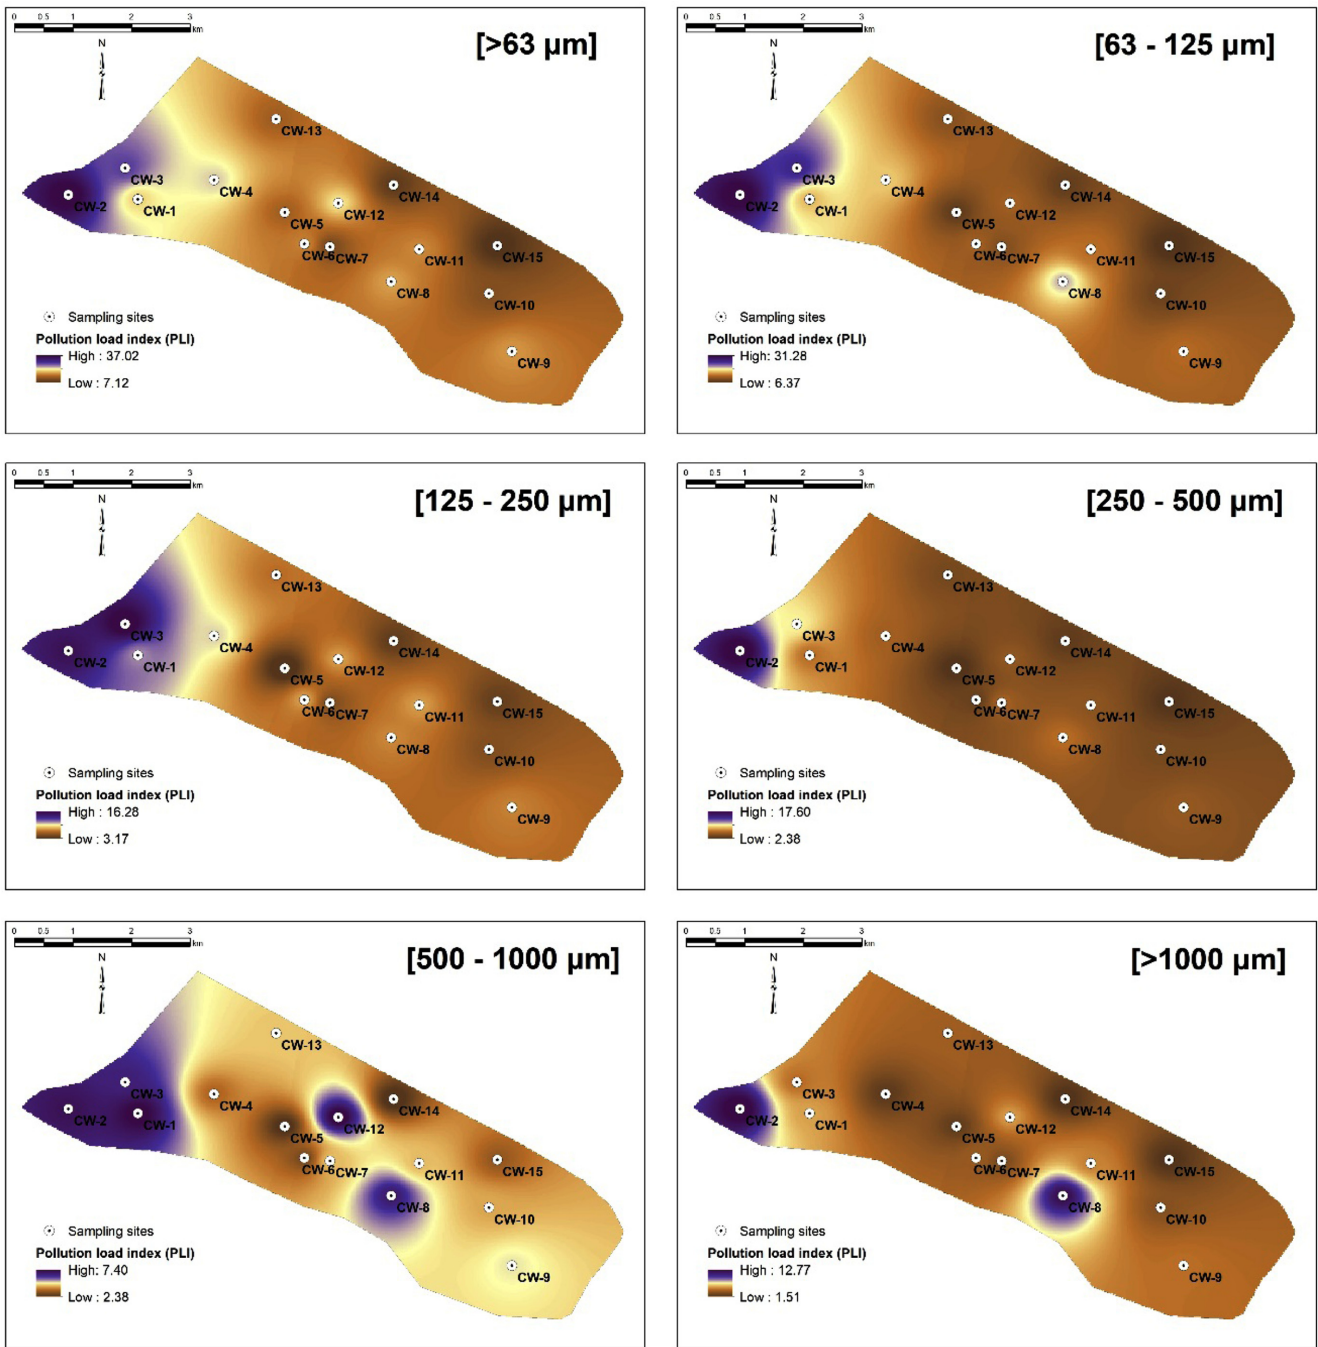 0 0.5 1 2 3
km
N
[>63 µm]
CW-13
CW-3
CW-4
CW-14
CW-2
CW-1
CW-12
CW-5
CW-6
CW-7
CW-11
CW-15
CW-8
CW-10
CW-9
Sampling sites
Pollution load index (PLI)
High : 37.02
Low : 7.12
0 0.5 1 2 3
km
N
[63 - 125 µm]
CW-13
CW-3
CW-4
CW-14
CW-2
CW-1
CW-12
CW-5
CW-6
CW-7
CW-11
CW-15
CW-8
CW-10
CW-9
Sampling sites
Pollution load index (PLI)
High: 31.28
Low : 6.37
0 0.5 1 2 3
km
N
[125 - 250 µm]
CW-13
CW-3
CW-4
CW-14
CW-2
CW-1
CW-12
CW-5
CW-6
CW-7
CW-11
CW-15
CW-8
CW-10
CW-9
Sampling sites
Pollution load index (PLI)
High : 16.28
Low : 3.17
0 0.5 1 2 3
km
N
[250 - 500 µm]
CW-13
CW-3
CW-4
CW-14
CW-2
CW-1
CW-12
CW-5
CW-6
CW-7
CW-11
CW-15
CW-8
CW-10
CW-9
Sampling sites
Pollution load index (PLI)
High : 17.60
Low : 2.38
0 0.5 1 2 3
km
N
[500 - 1000 µm]
CW-13
CW-3
CW-4
CW-14
CW-2
CW-1
CW-12
CW-5
CW-6
CW-7
CW-11
CW-15
CW-8
CW-10
CW-9
Sampling sites
Pollution load index (PLI)
High: 7.40
Low : 2.38
0 0.5 1 2 3
km
N
[>1000 µm]
CW-13
CW-3
CW-4
CW-14
CW-2
CW-1
CW-12
CW-5
CW-6
CW-7
CW-11
CW-15
CW-8
CW-10
CW-9
Sampling sites
Pollution load index (PLI)
High : 12.77
Low : 1.51